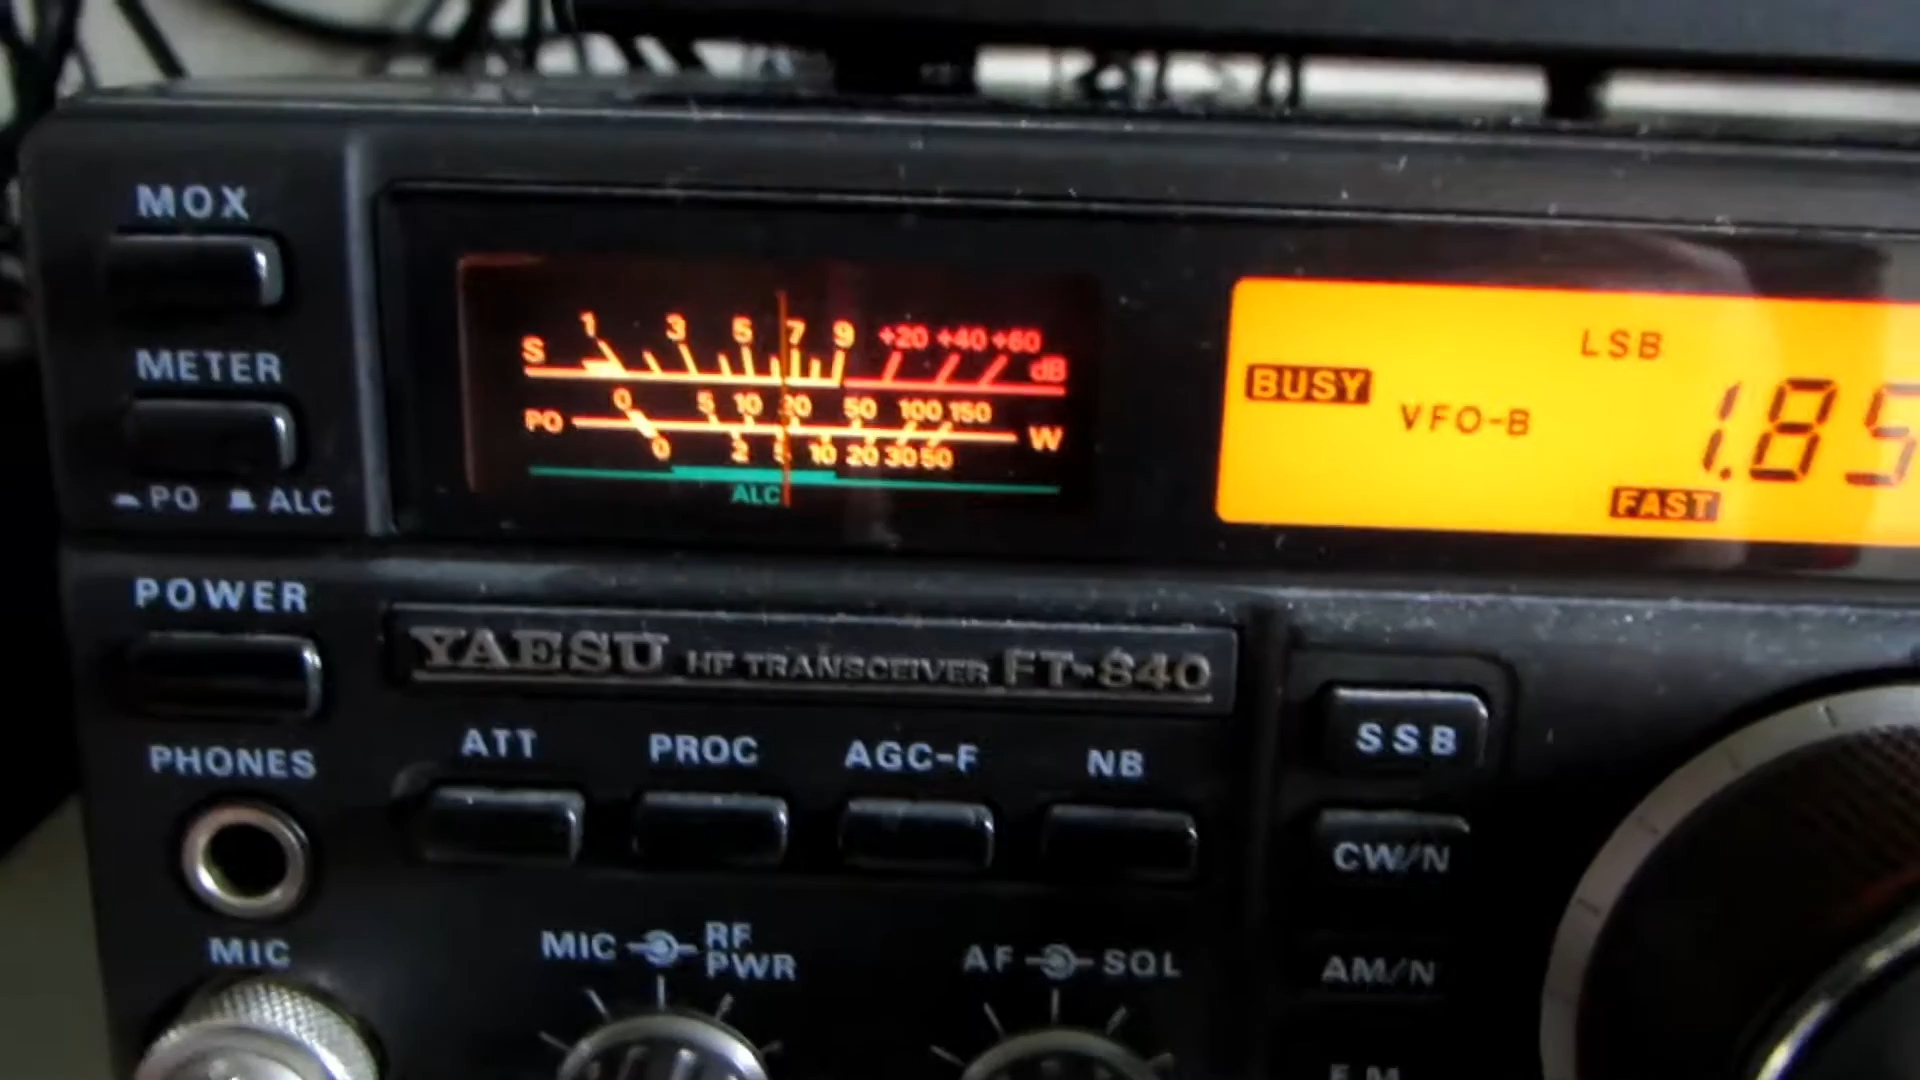 MOX
METER
PO ALC
1 3 5 7 9 +20 +40 +60
S dB
0 5 10 20 50 100 150
PO W
0 2 5 10 20 30 50
ALC
LSB
BUSY
VFO-B
1.85
FAST
POWER
YAESU HF TRANSCEIVER FT-840
PHONES
ATT PROC AGC-F NB
SSB
CW/N
MIC
MIC RF PWR
AF SQL
AM/N
FM